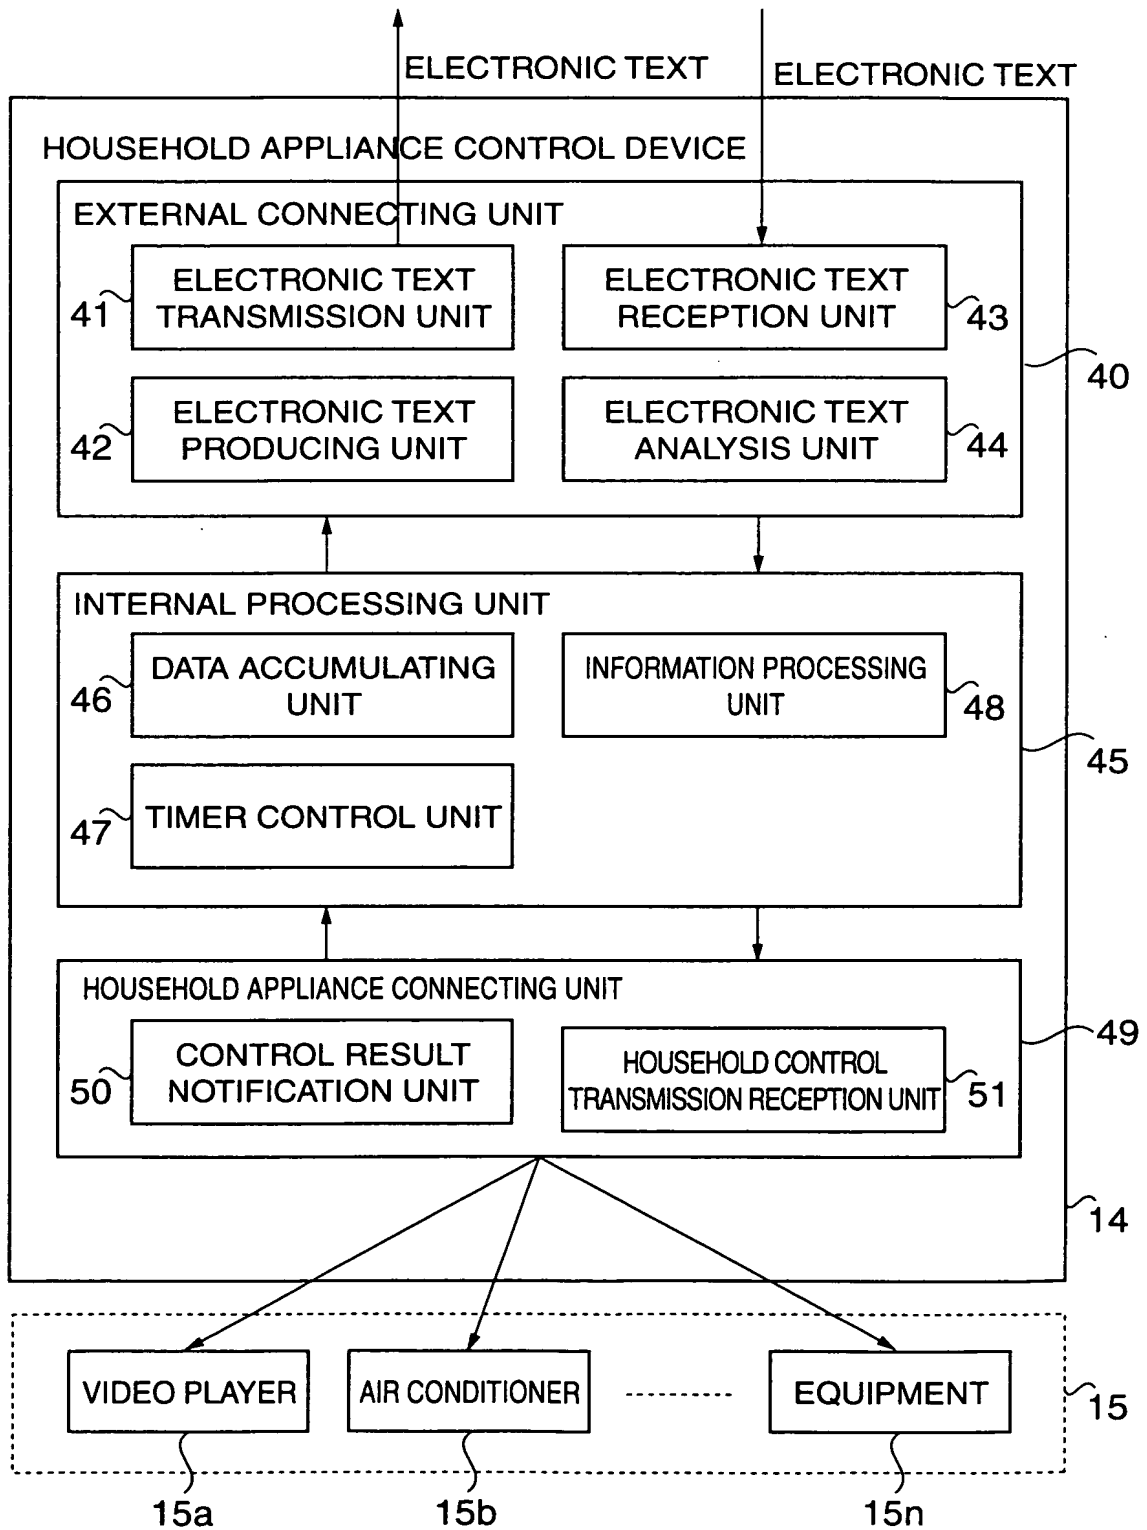 ELECTRONIC TEXT
ELECTRONIC TEXT
HOUSEHOLD APPLIANCE CONTROL DEVICE
EXTERNAL CONNECTING UNIT
41
ELECTRONIC TEXT
TRANSMISSION UNIT
ELECTRONIC TEXT
RECEPTION UNIT
43
40
42
ELECTRONIC TEXT
PRODUCING UNIT
ELECTRONIC TEXT
ANALYSIS UNIT
44
INTERNAL PROCESSING UNIT
46
DATA ACCUMULATING
UNIT
INFORMATION PROCESSING
UNIT
48
45
47
TIMER CONTROL UNIT
HOUSEHOLD APPLIANCE CONNECTING UNIT
49
50
CONTROL RESULT
NOTIFICATION UNIT
HOUSEHOLD CONTROL
TRANSMISSION RECEPTION UNIT
51
14
VIDEO PLAYER
AIR CONDITIONER
EQUIPMENT
15
15a
15b
15n